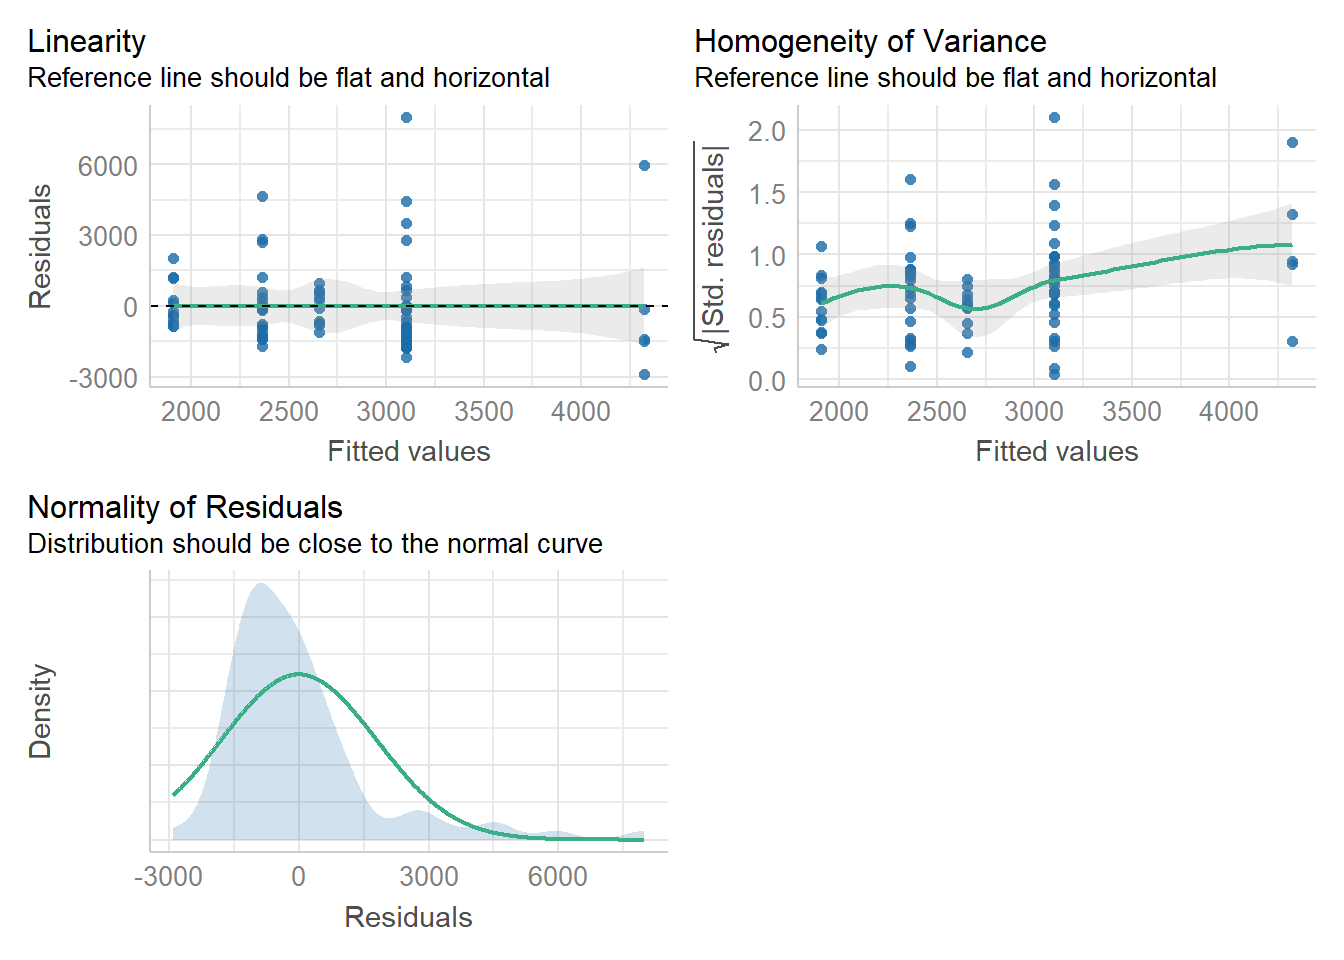 Linearity
Reference line should be flat and horizontal
Residuals
6000
3000
0
-3000
2000 2500 3000 3500 4000
Fitted values
Homogeneity of Variance
Reference line should be flat and horizontal
√|Std. residuals|
2.0
1.5
1.0
0.5
0.0
2000 2500 3000 3500 4000
Fitted values
Normality of Residuals
Distribution should be close to the normal curve
Density
-3000 0 3000 6000
Residuals